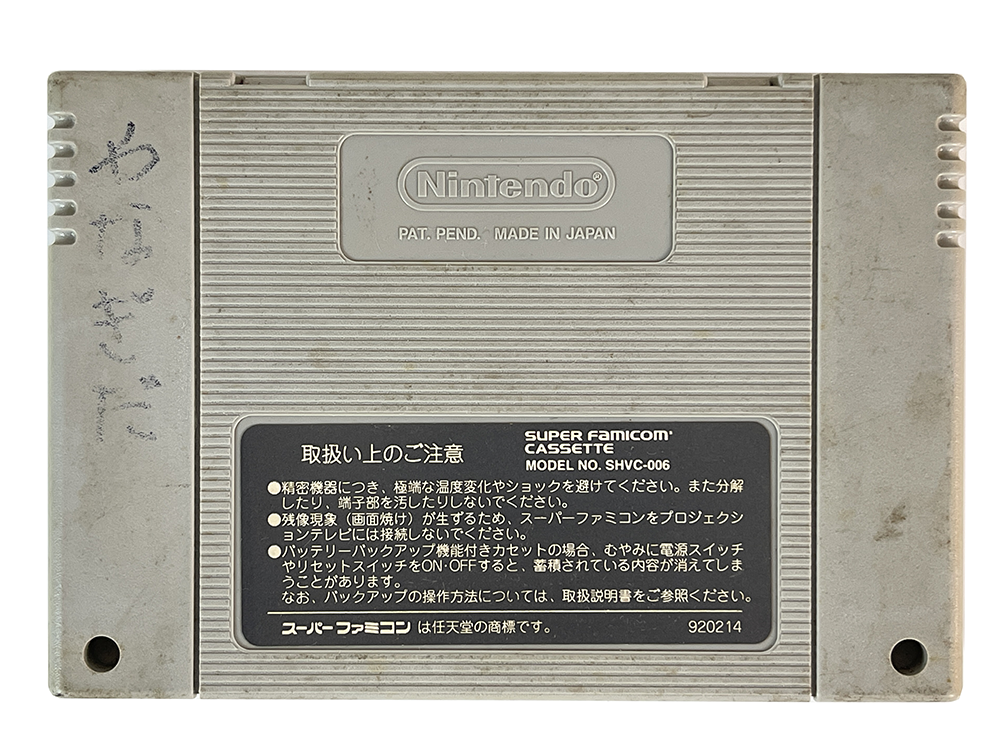 やなぎだ
Nintendo®
PAT. PEND. MADE IN JAPAN
取扱い上のご注意
SUPER FAMICOM
CASSETTE
MODEL NO. SHVC-006
●精密機器につき、極端な温度変化やショックを避けてください。また分解
したり、端子部を汚したりしないでください。
●残像現象（画面焼け）が生ずるため、スーパーファミコンをプロジェクシ
ョンテレビには接続しないでください。
●バッテリーバックアップ機能付きカセットの場合、むやみに電源スイッチ
やリセットスイッチをON･OFFすると、蓄積されている内容が消えてしま
うことがあります。
なお、バックアップの操作方法については、取扱説明書をご参照ください。
スーパーファミコン は任天堂の商標です。
920214